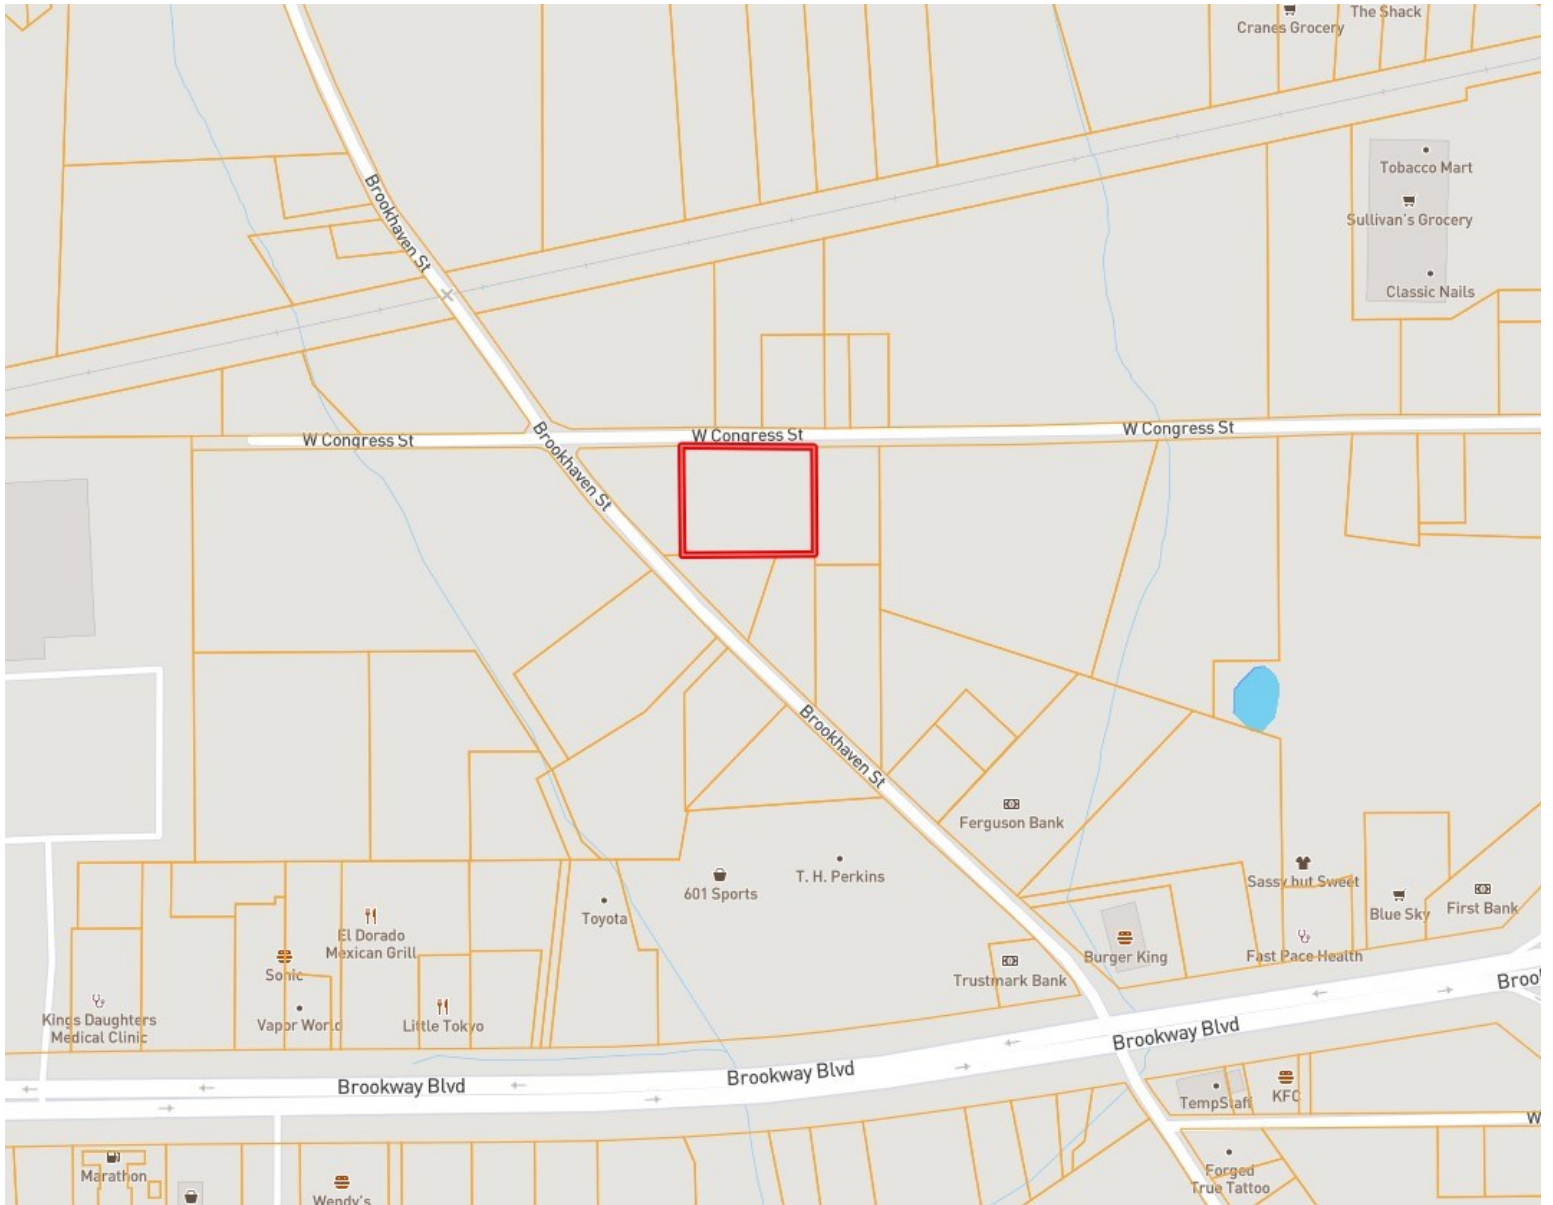 The Shack
Cranes Grocery
Tobacco Mart
Brookhaven St
Sullivan's Grocery
Classic Nails
W Congress St
W Congress St
W Congress St
Brookhaven St
Brookhaven St
Ferguson Bank
T. H. Perkins
601 Sports
Sassy but Sweet
Toyota
Blue Sky
First Bank
El Dorado
Mexican Grill
Burger King
Fast Pace Health
Sonic
Trustmark Bank
Kings Daughters
Medical Clinic
Vapor World
Little Tokyo
Brookway Blvd
Brookway Blvd
Brookway Blvd
Broo
TempStaff
KFC
W
Marathon
Forged
True Tattoo
Wendy's